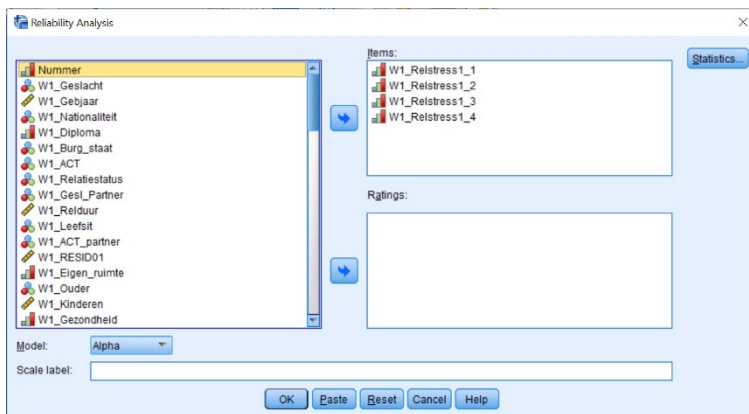 Reliability Analysis
Nummer
W1_Geslacht
W1_Gebjaar
W1_Nationaliteit
W1_Diploma
W1_Burg_staat
W1_ACT
W1_Relatiestatus
W1_Gesl_Partner
W1_Relduur
W1_Leefsit
W1_ACT_partner
W1_RESID01
W1_Eigen_ruimte
W1_Ouder
W1_Kinderen
W1_Gezondheid
Items:
W1_Relstress1_1
W1_Relstress1_2
W1_Relstress1_3
W1_Relstress1_4
Statistics...
Ratings:
Model: Alpha
Scale label:
OK Paste Reset Cancel Help